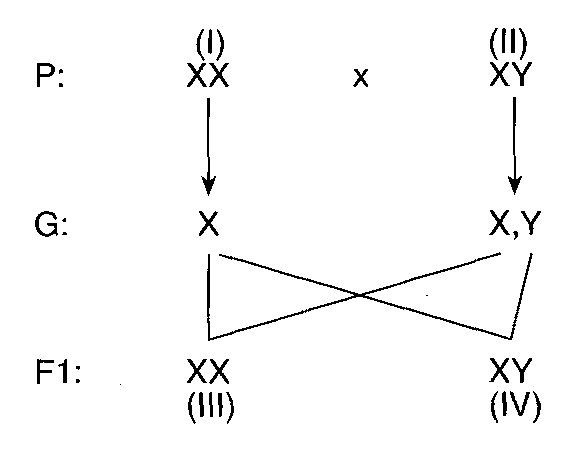 (I) (II)
P: XX x XY
G: X X,Y
F1: XX XY
(III) (IV)